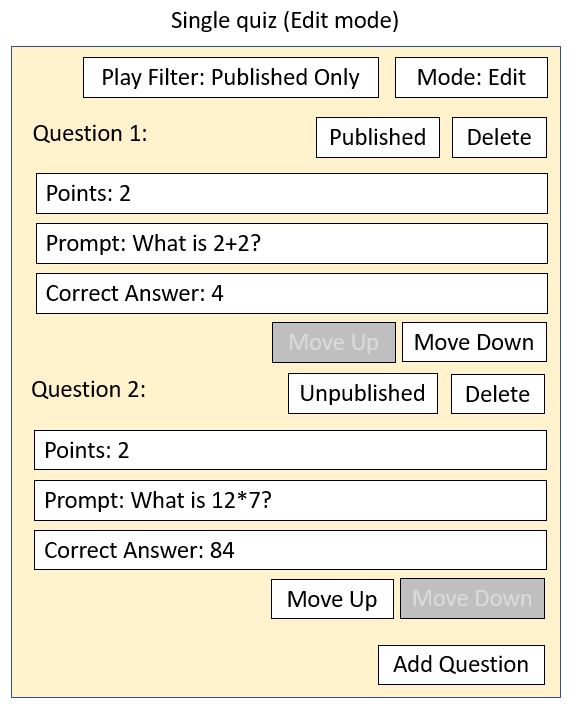 Single quiz (Edit mode)
Play Filter: Published Only Mode: Edit
Question 1: Published Delete
Points: 2
Prompt: What is 2+2?
Correct Answer: 4
Move Up Move Down
Question 2: Unpublished Delete
Points: 2
Prompt: What is 12*7?
Correct Answer: 84
Move Up Move Down
Add Question